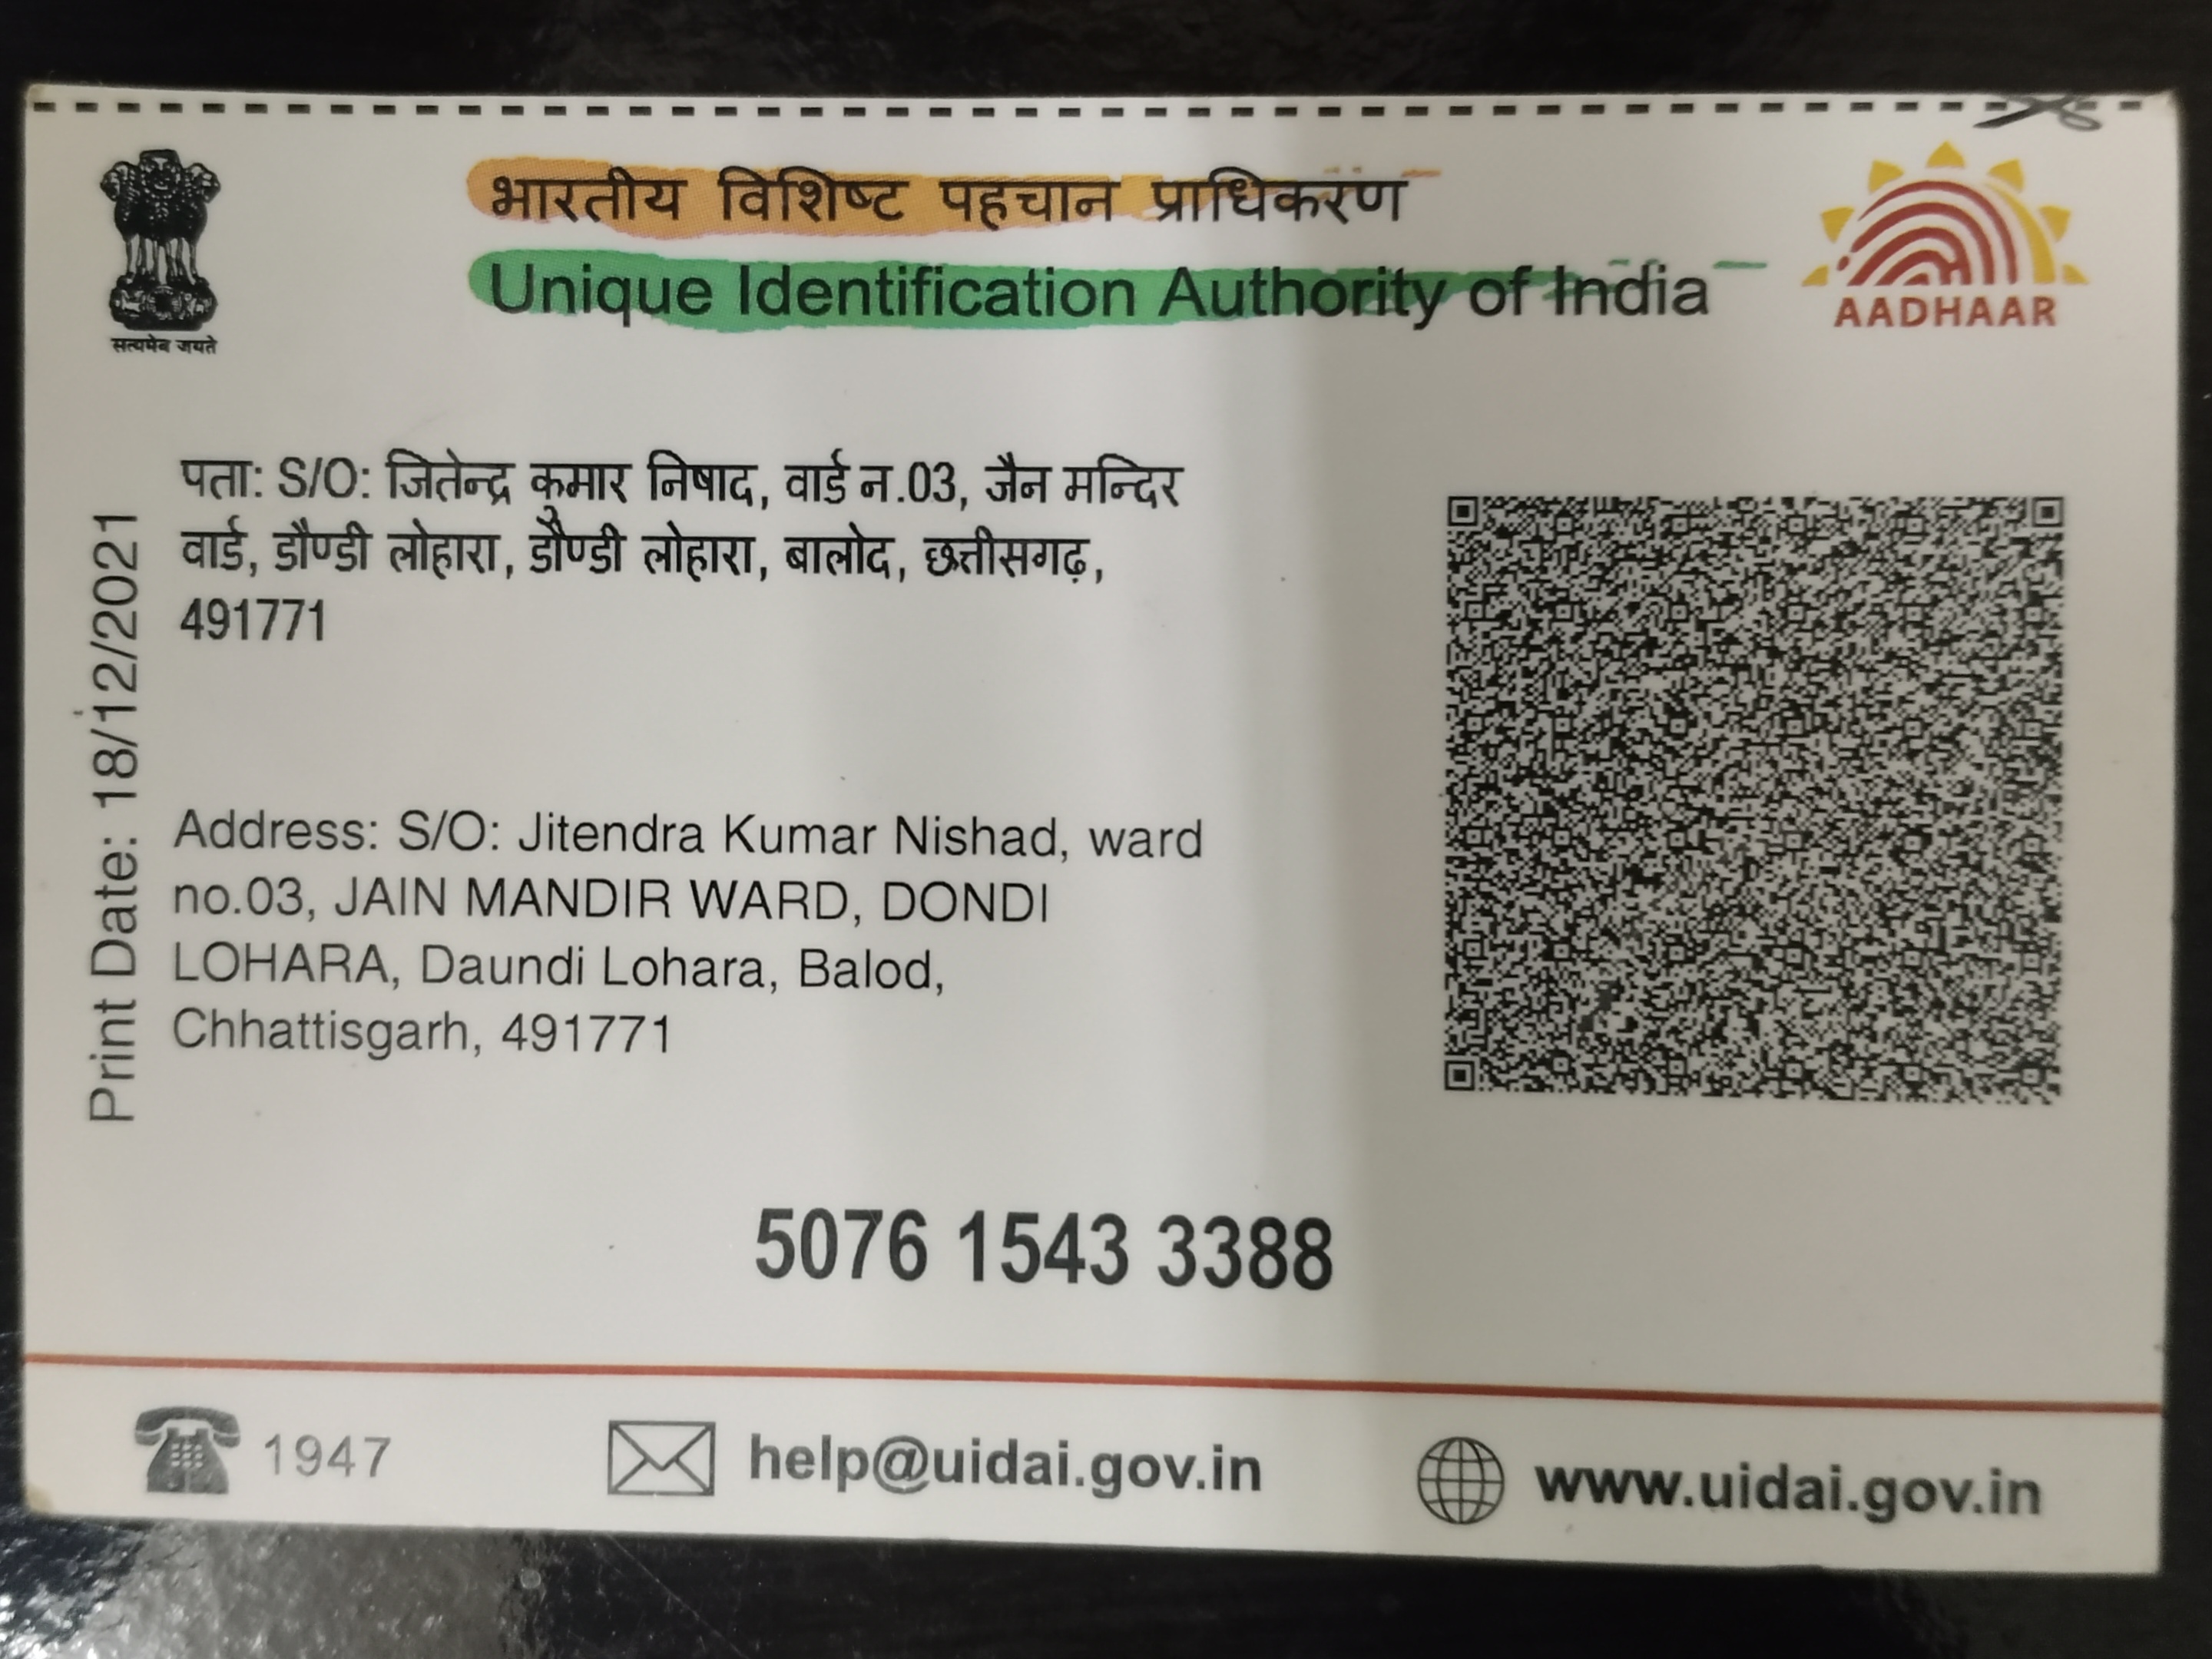 भारतीय विशिष्ट पहचान प्राधिकरण
Unique Identification Authority of India
सत्यमेव जयते
AADHAAR
पता: S/O: जितेन्द्र कुमार निषाद, वार्ड न.03, जैन मन्दिर
वार्ड, डौण्डी लोहारा, डौण्डी लोहारा, बालोद, छत्तीसगढ़,
491771
Print Date: 18/12/2021
Address: S/O: Jitendra Kumar Nishad, ward
no.03, JAIN MANDIR WARD, DONDI
LOHARA, Daundi Lohara, Balod,
Chhattisgarh, 491771
5076 1543 3388
1947
help@uidai.gov.in
www.uidai.gov.in